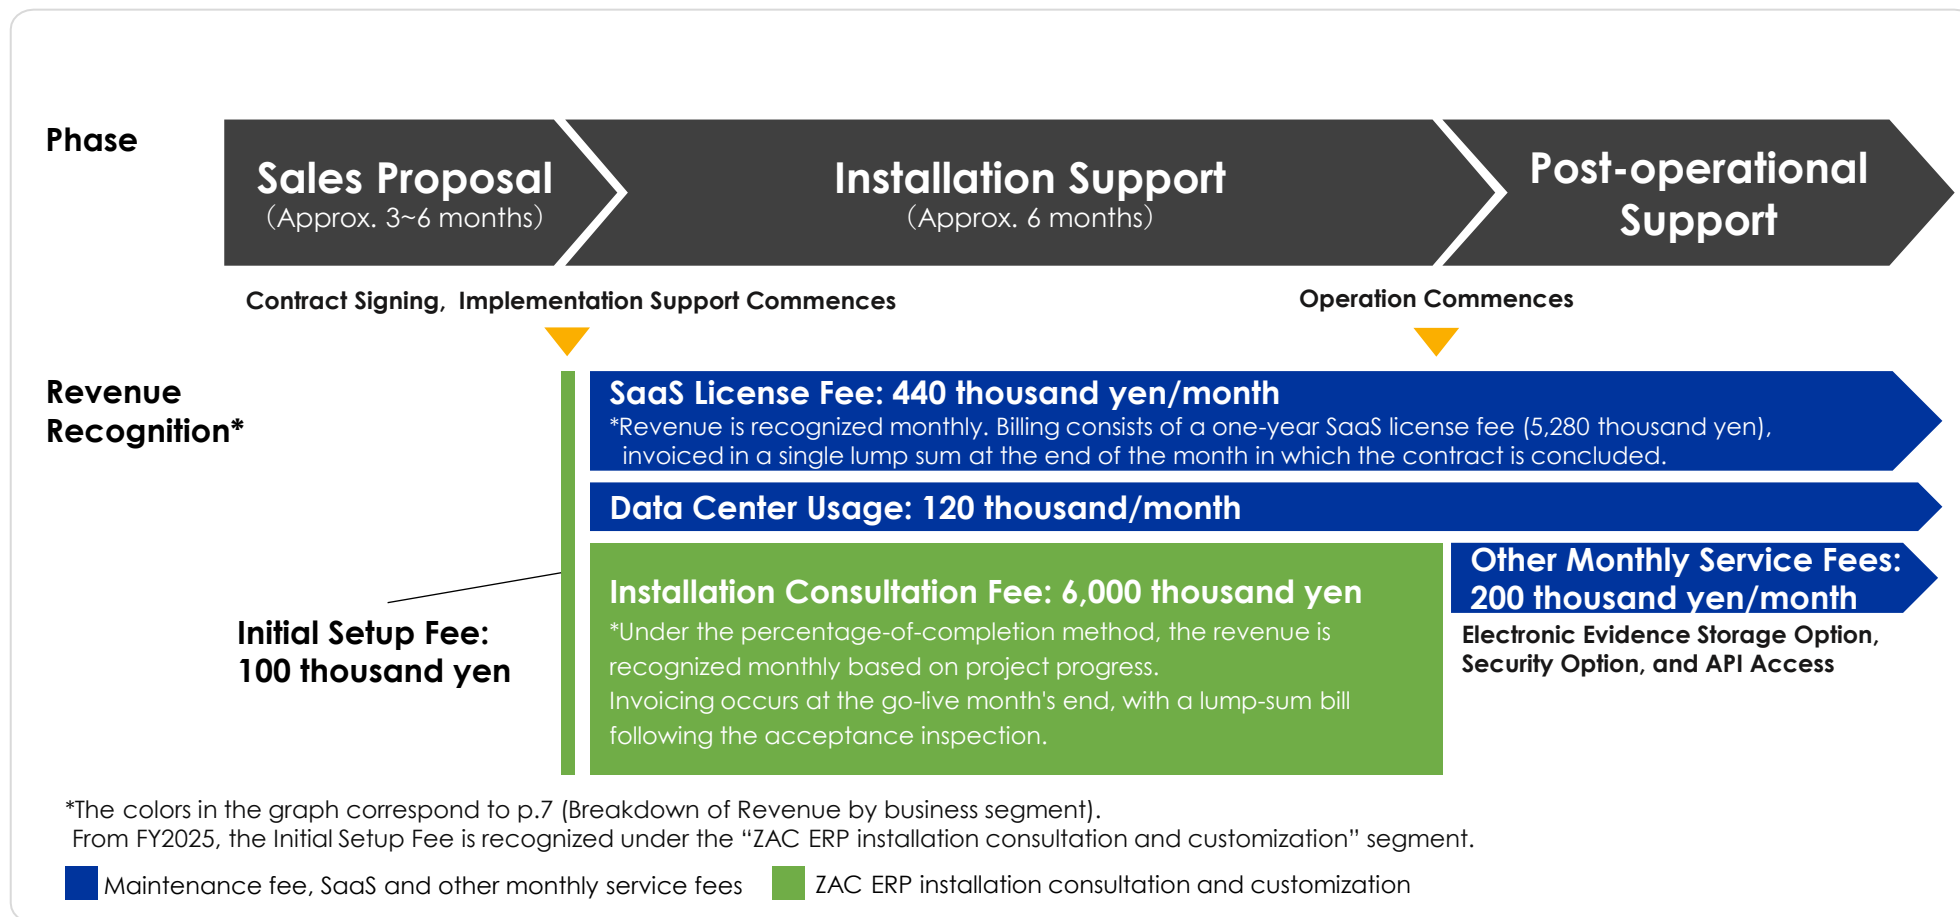 Phase
Sales Proposal
（Approx. 3~6 months）
Installation Support
（Approx. 6 months）
Post-operational
Support
Contract Signing, Implementation Support Commences
Operation Commences
Revenue
Recognition*
SaaS License Fee: 440 thousand yen/month
*Revenue is recognized monthly. Billing consists of a one-year SaaS license fee (5,280 thousand yen),
invoiced in a single lump sum at the end of the month in which the contract is concluded.
Data Center Usage: 120 thousand/month
Initial Setup Fee:
100 thousand yen
Installation Consultation Fee: 6,000 thousand yen
*Under the percentage-of-completion method, the revenue is
recognized monthly based on project progress.
Invoicing occurs at the go-live month's end, with a lump-sum bill
following the acceptance inspection.
Other Monthly Service Fees:
200 thousand yen/month
Electronic Evidence Storage Option,
Security Option, and API Access
*The colors in the graph correspond to p.7 (Breakdown of Revenue by business segment).
From FY2025, the Initial Setup Fee is recognized under the “ZAC ERP installation consultation and customization” segment.
Maintenance fee, SaaS and other monthly service fees
ZAC ERP installation consultation and customization